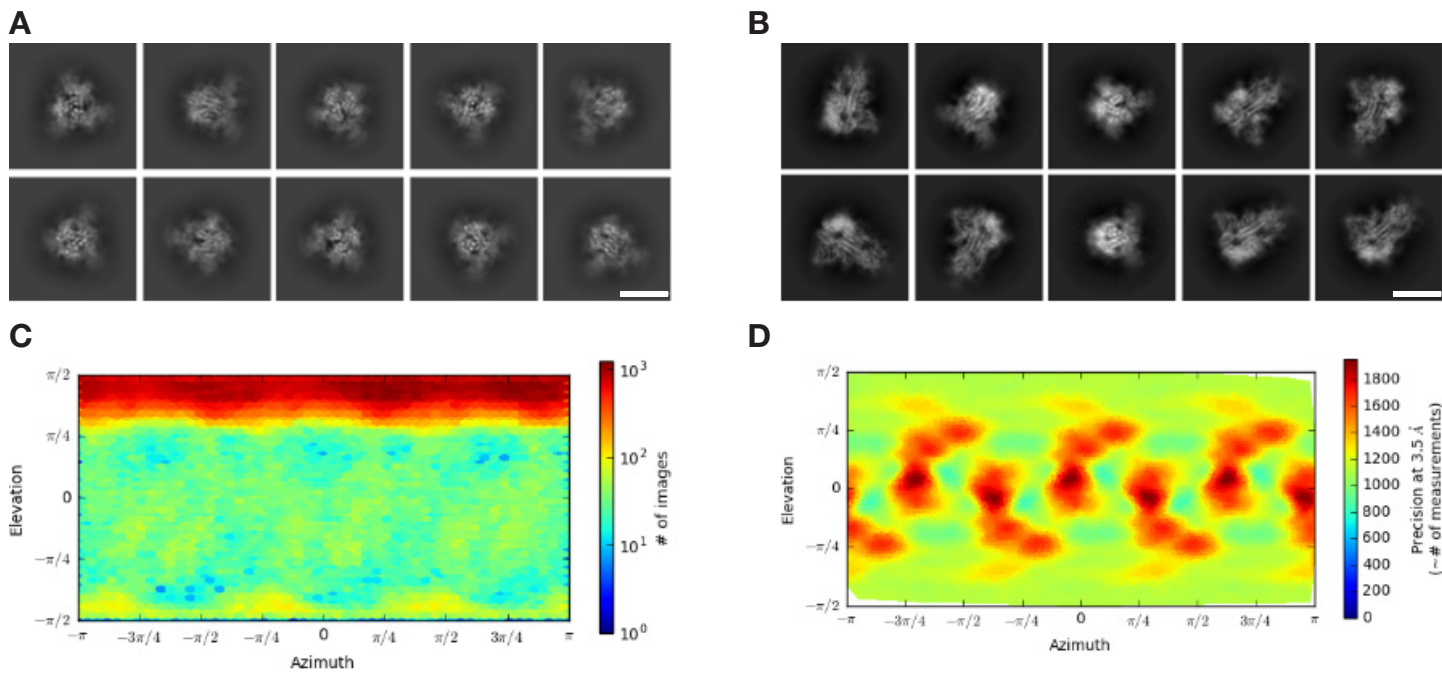 A
B
C
π/2
π/4
0
−π/4
−π/2
−π
−3π/4
−π/2
−π/4
0
π/4
π/2
3π/4
π
Elevation
Azimuth
10³
10²
10¹
10⁰
# of images
D
π/2
π/4
0
−π/4
−π/2
−π
−3π/4
−π/2
−π/4
0
π/4
π/2
3π/4
π
Elevation
Azimuth
1800
1600
1400
1200
1000
800
600
400
200
0
Precision at 3.5 Å
(~# of measurements)